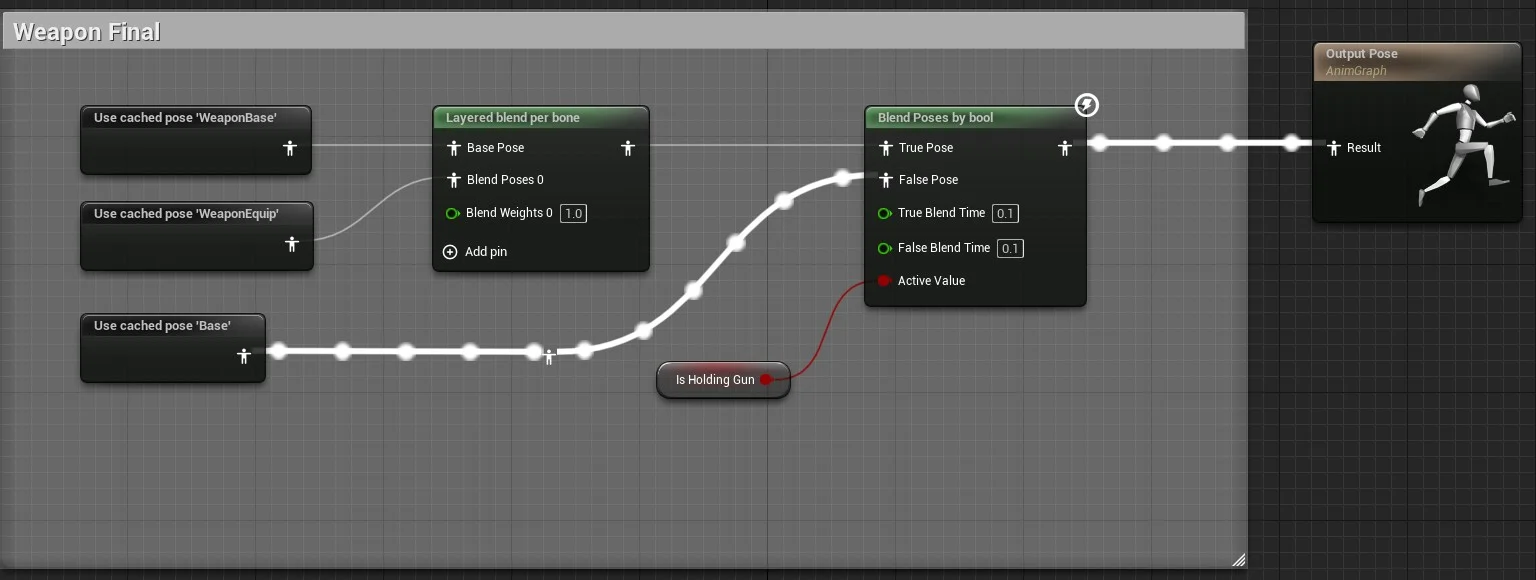 Weapon Final
Output Pose
AnimGraph
Result
Use cached pose 'WeaponBase'
Layered blend per bone
Base Pose
Blend Poses 0
Blend Weights 0 1.0
Add pin
Blend Poses by bool
True Pose
False Pose
True Blend Time 0.1
False Blend Time 0.1
Active Value
Use cached pose 'WeaponEquip'
Use cached pose 'Base'
Is Holding Gun